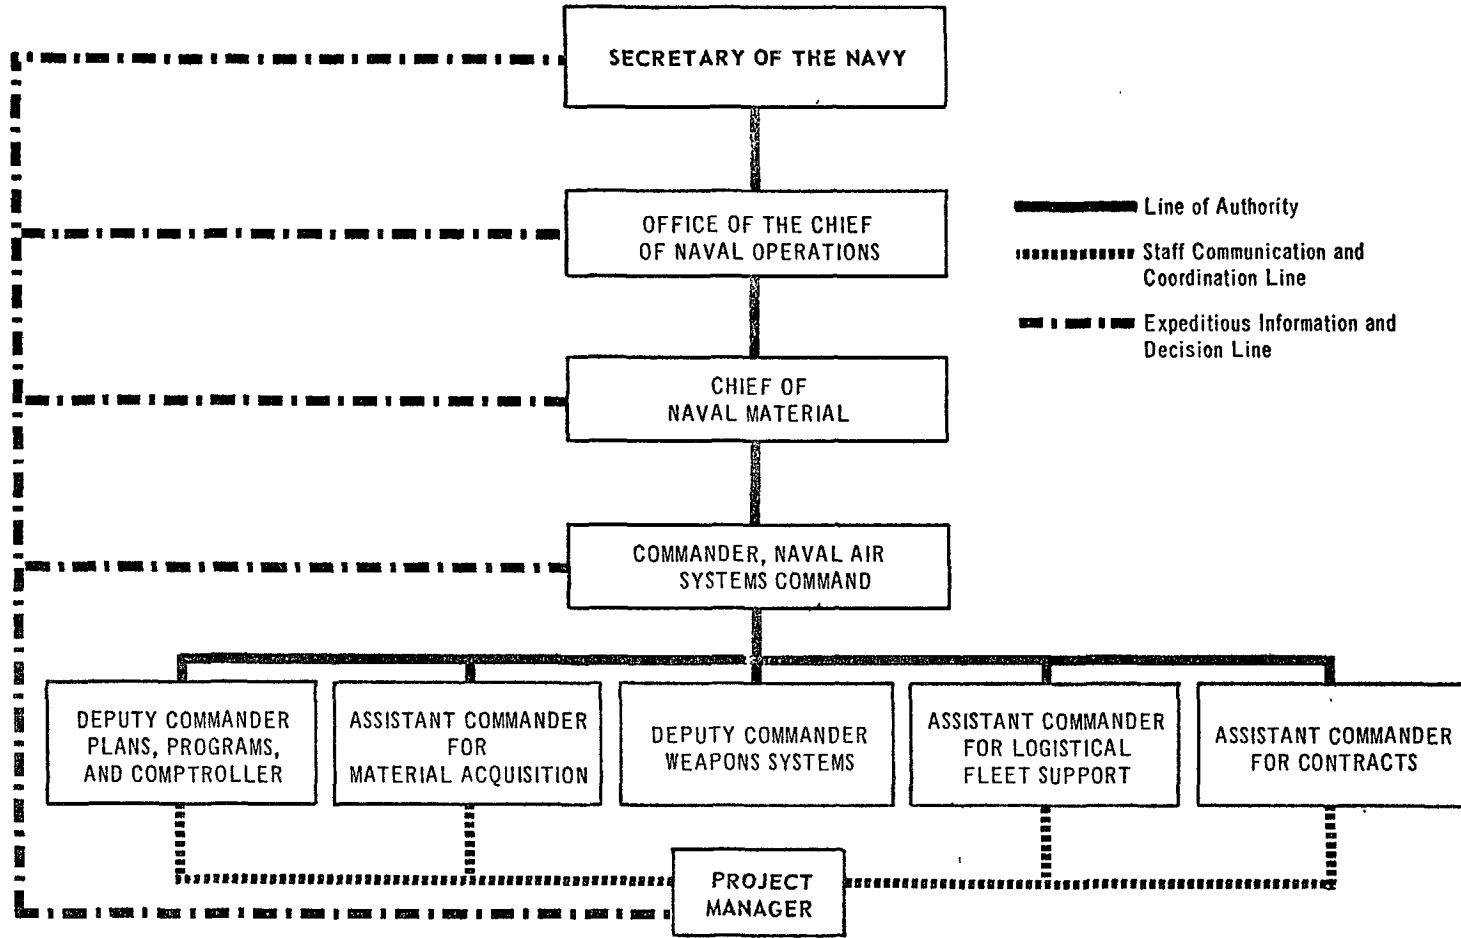 SECRETARY OF THE NAVY
OFFICE OF THE CHIEF
OF NAVAL OPERATIONS
Line of Authority
Staff Communication and
Coordination Line
Expeditious Information and
Decision Line
CHIEF OF
NAVAL MATERIAL
COMMANDER, NAVAL AIR
SYSTEMS COMMAND
DEPUTY COMMANDER
PLANS, PROGRAMS,
AND COMPTROLLER
ASSISTANT COMMANDER
FOR
MATERIAL ACQUISITION
DEPUTY COMMANDER
WEAPONS SYSTEMS
ASSISTANT COMMANDER
FOR LOGISTICAL
FLEET SUPPORT
ASSISTANT COMMANDER
FOR CONTRACTS
PROJECT
MANAGER